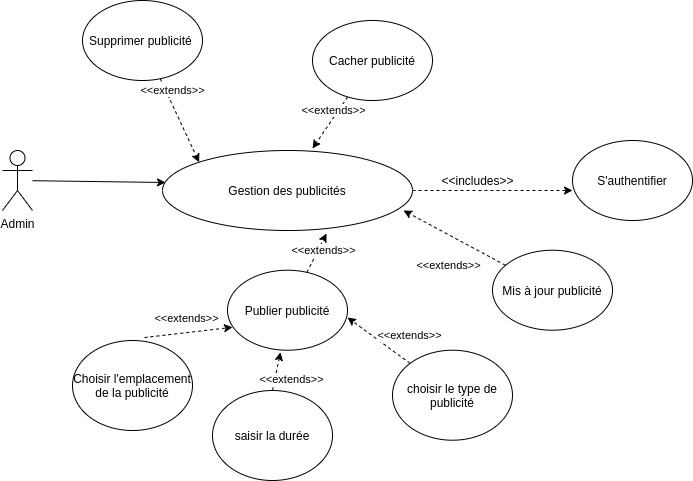 Supprimer publicité
Cacher publicité
<<extends>>
<<extends>>
Admin
Gestion des publicités
<<includes>>
S'authentifier
<<extends>>
<<extends>>
Mis à jour publicité
Publier publicité
<<extends>>
<<extends>>
Choisir l'emplacement
de la publicité
<<extends>>
choisir le type de
publicité
saisir la durée